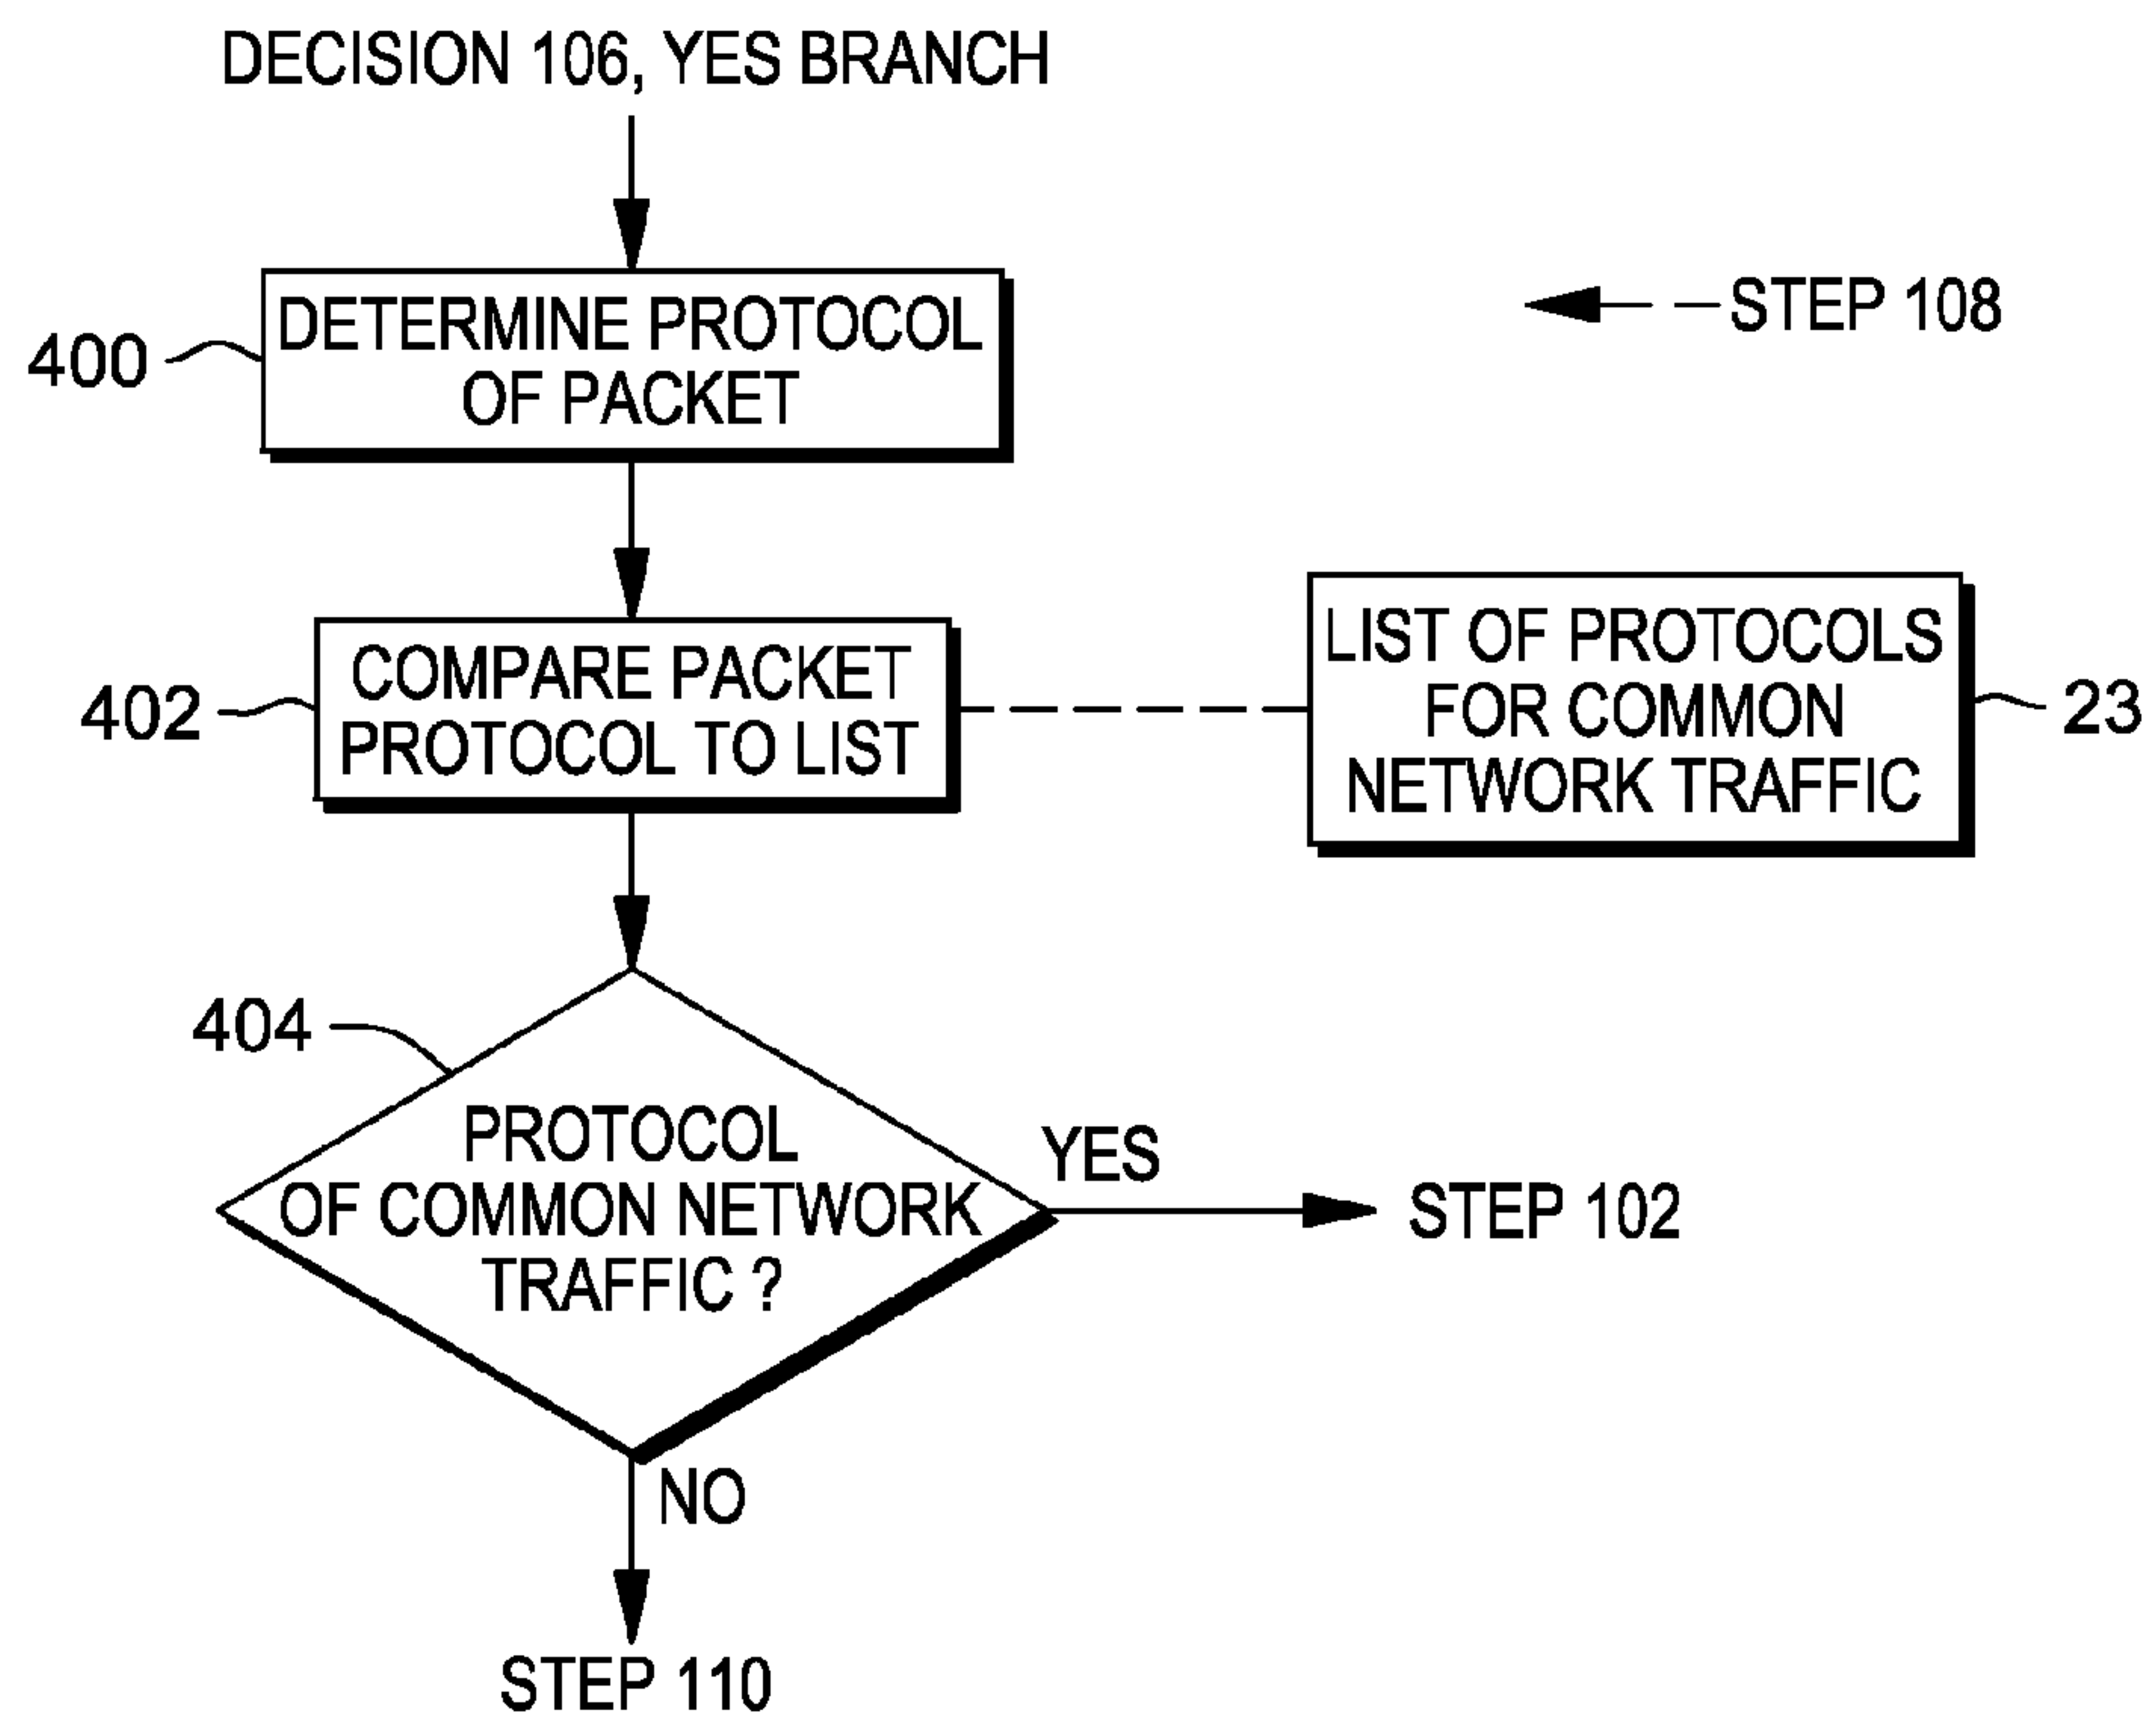 DECISION 106, YES BRANCH
DETERMINE PROTOCOL
OF PACKET
400
STEP 108
COMPARE PACKET
PROTOCOL TO LIST
402
LIST OF PROTOCOLS
FOR COMMON
NETWORK TRAFFIC
23
404
PROTOCOL
OF COMMON NETWORK
TRAFFIC ?
YES
STEP 102
NO
STEP 110